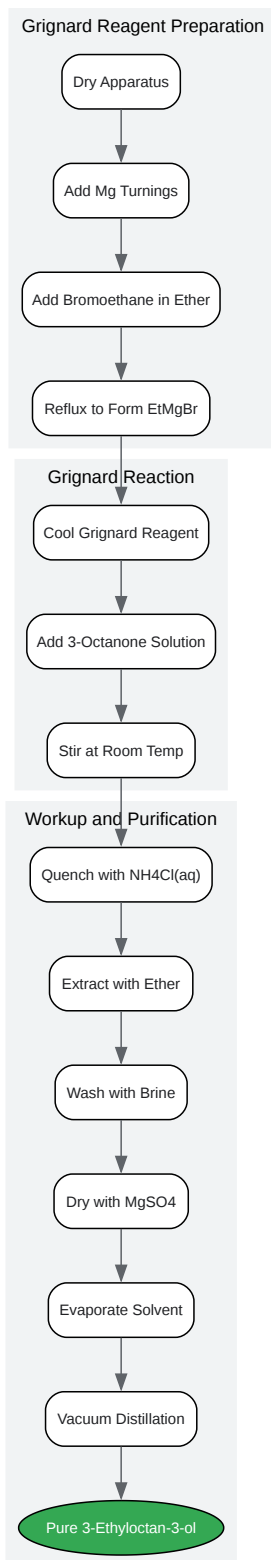 Grignard Reagent Preparation
Dry Apparatus
Add Mg Turnings
Add Bromoethane in Ether
Reflux to Form EtMgBr
Grignard Reaction
Cool Grignard Reagent
Add 3-Octanone Solution
Stir at Room Temp
Workup and Purification
Quench with NH4Cl(aq)
Extract with Ether
Wash with Brine
Dry with MgSO4
Evaporate Solvent
Vacuum Distillation
Pure 3-Ethyloctan-3-ol